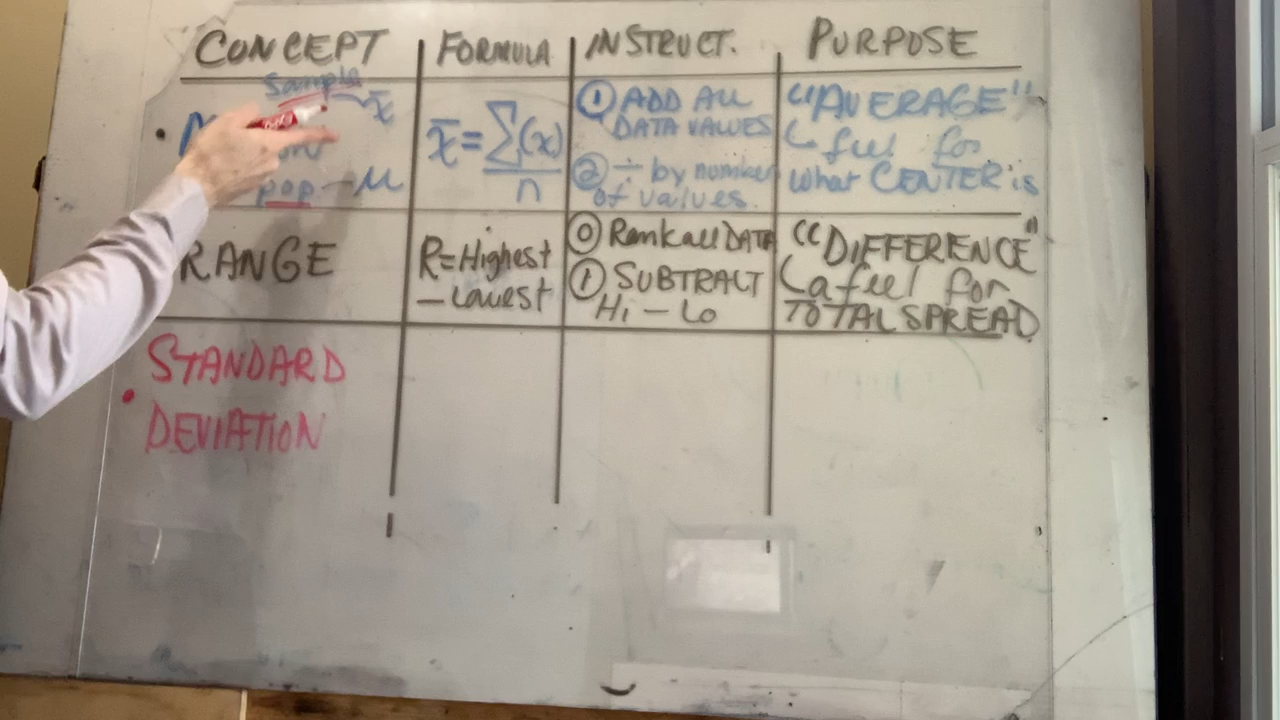 CONCEPT FORMULA INSTRUCT. PURPOSE
Sample
x̄
pop — μ
x̄ = ∑(x)
n
① ADD ALL
DATA VALUES
② ÷ by number
of values.
"AVERAGE"
↳ feel for
what CENTER is
RANGE
R = Highest
— Lowest
⓪ Rank all DATA
① SUBTRACT
Hi — Lo
"DIFFERENCE"
↳ a feel for
TOTAL SPREAD
STANDARD
• DEVIATION